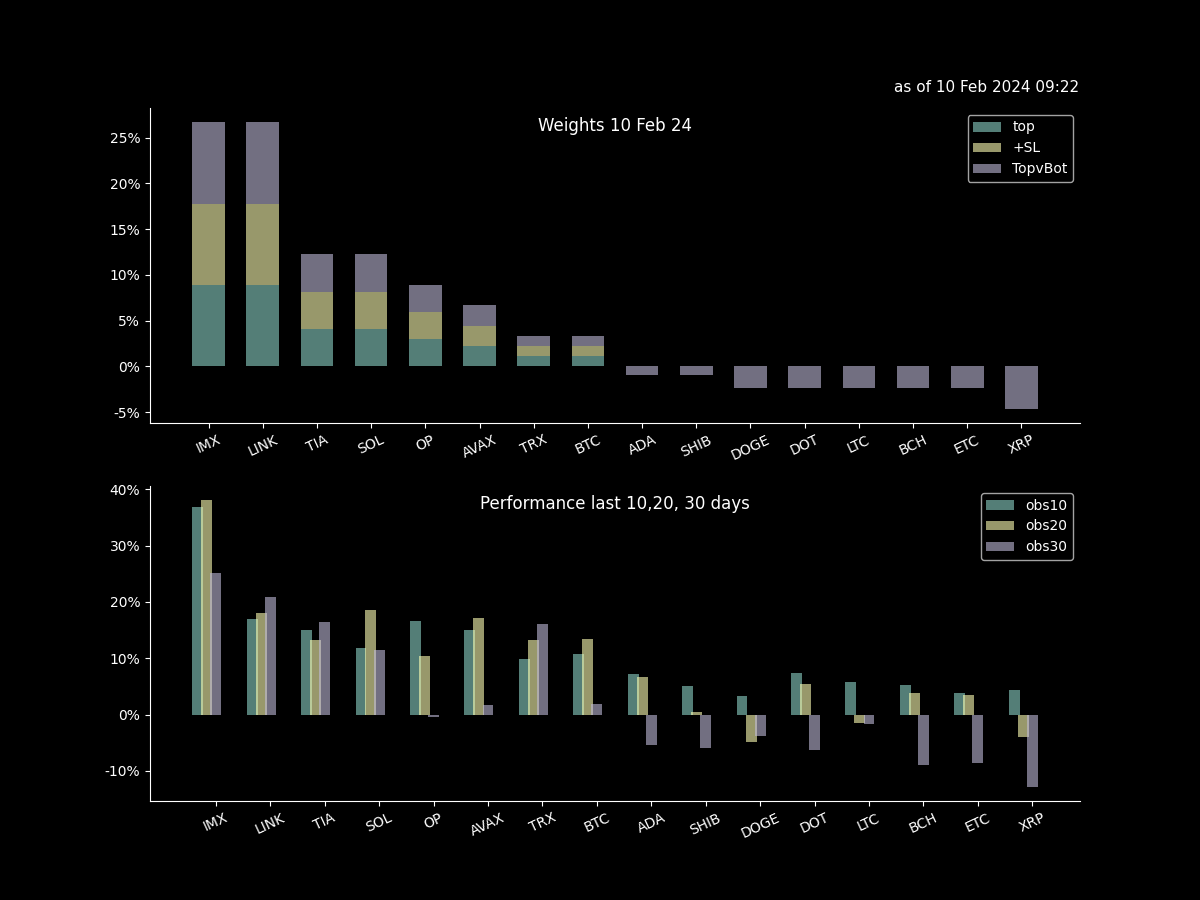 as of 10 Feb 2024 09:22
Weights 10 Feb 24
top
+SL
TopvBot
25%
20%
15%
10%
5%
0%
-5%
IMX LINK TIA SOL OP AVAX TRX BTC ADA SHIB DOGE DOT LTC BCH ETC XRP
Performance last 10,20, 30 days
obs10
obs20
obs30
40%
30%
20%
10%
0%
-10%
IMX LINK TIA SOL OP AVAX TRX BTC ADA SHIB DOGE DOT LTC BCH ETC XRP